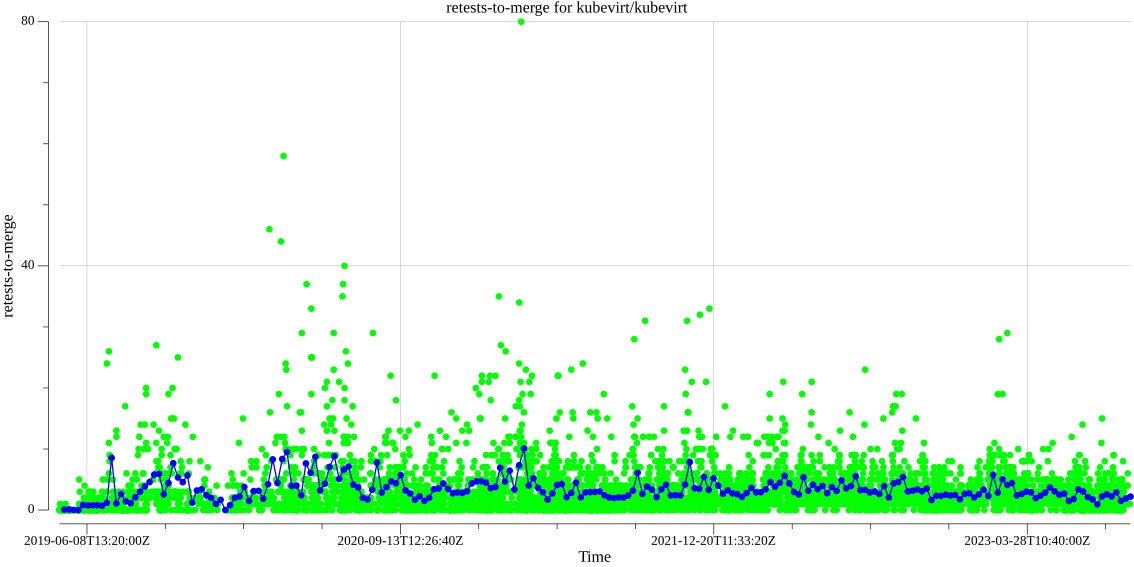 retests-to-merge for kubevirt/kubevirt
80
40
0
retests-to-merge
2019-06-08T13:20:00Z
2020-09-13T12:26:40Z
2021-12-20T11:33:20Z
2023-03-28T10:40:00Z
Time